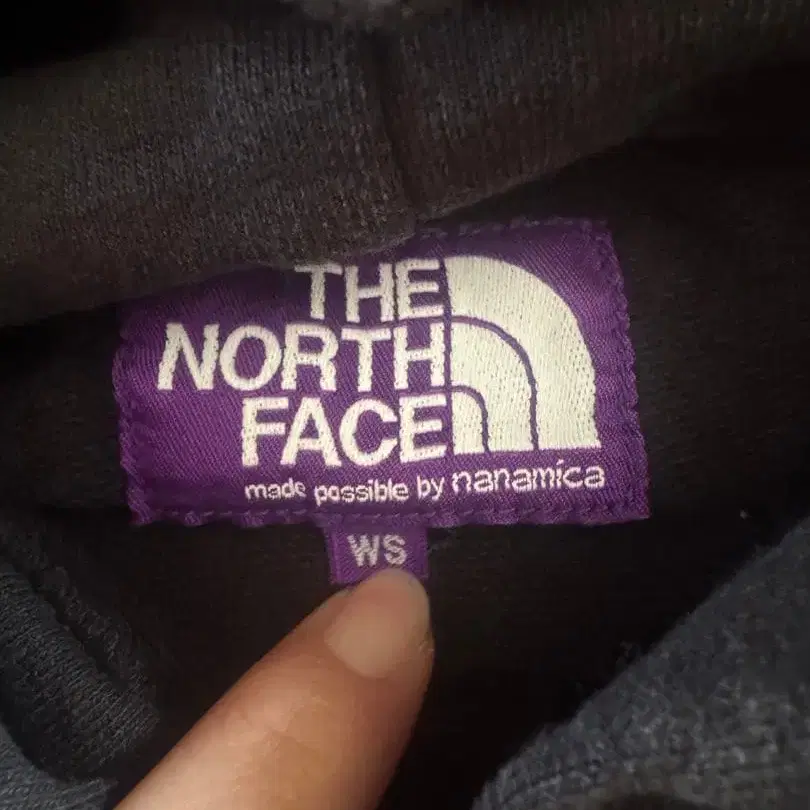 THE
NORTH
FACE
made possible by nanamica
WS